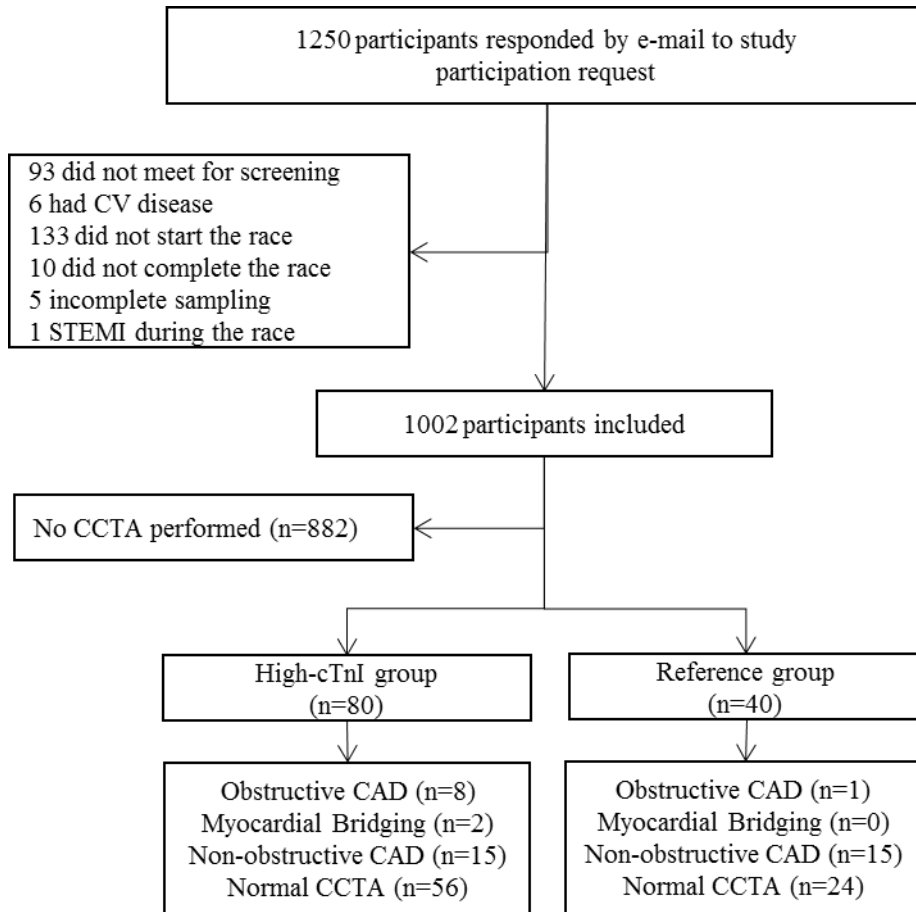 1250 participants responded by e-mail to study
participation request
93 did not meet for screening
6 had CV disease
133 did not start the race
10 did not complete the race
5 incomplete sampling
1 STEMI during the race
1002 participants included
No CCTA performed (n=882)
High-cTnI group
(n=80)
Reference group
(n=40)
Obstructive CAD (n=8)
Myocardial Bridging (n=2)
Non-obstructive CAD (n=15)
Normal CCTA (n=56)
Obstructive CAD (n=1)
Myocardial Bridging (n=0)
Non-obstructive CAD (n=15)
Normal CCTA (n=24)